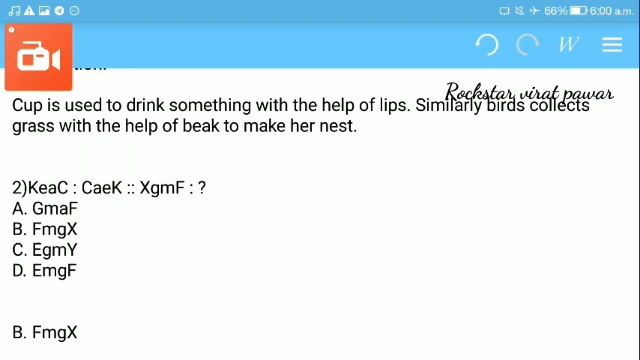 66% 6:00 a.m.
W
Rockstar virat pawar
Cup is used to drink something with the help of lips. Similarly birds collects
grass with the help of beak to make her nest.
2)KeaC : CaeK :: XgmF : ?
A. GmaF
B. FmgX
C. EgmY
D. EmgF
B. FmgX